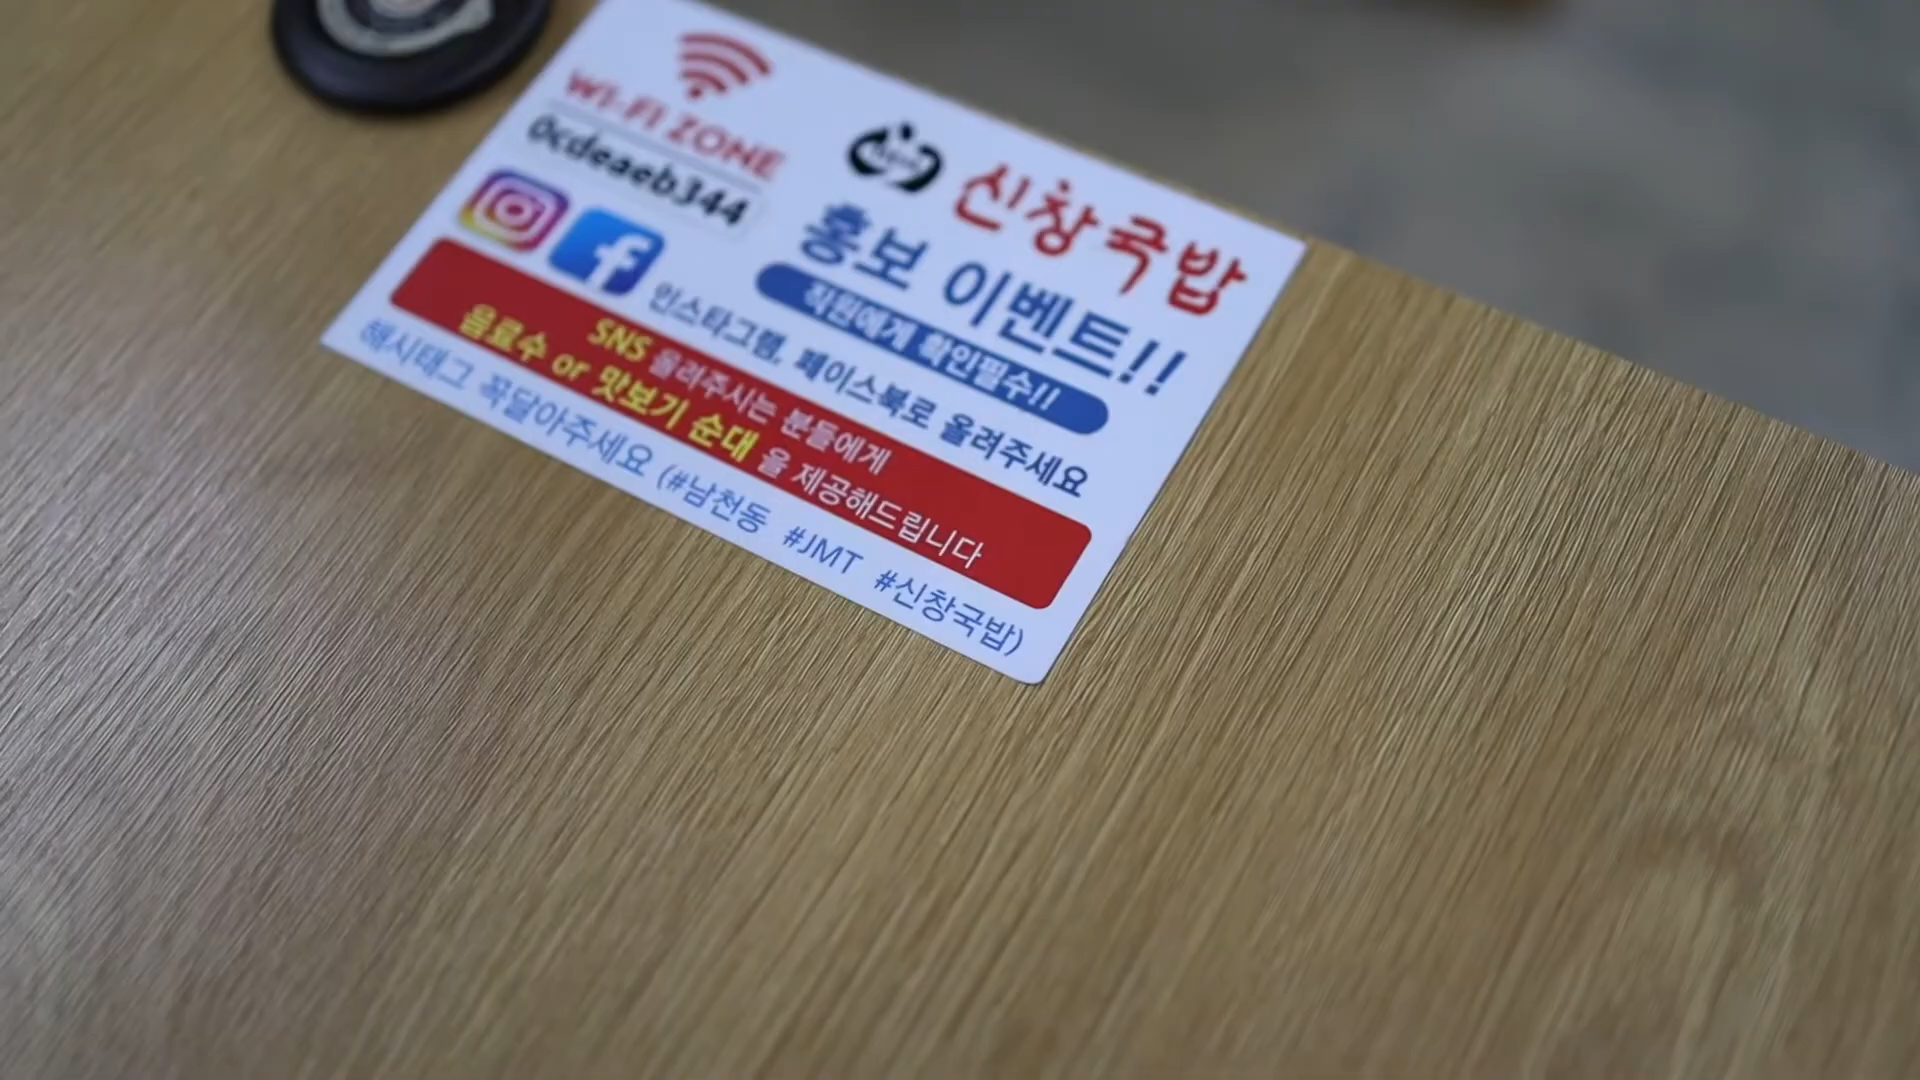 WI-FI ZONE
0cdeaeb344
신창국밥
홍보 이벤트!!
직원에게 확인필수!!
인스타그램, 페이스북로 올려주세요
SNS 올려주시는 분들에게
음료수 or 맛보기 순대 을 제공해드립니다
해시태그 꼭달아주세요 (#남천동 #JMT #신창국밥)